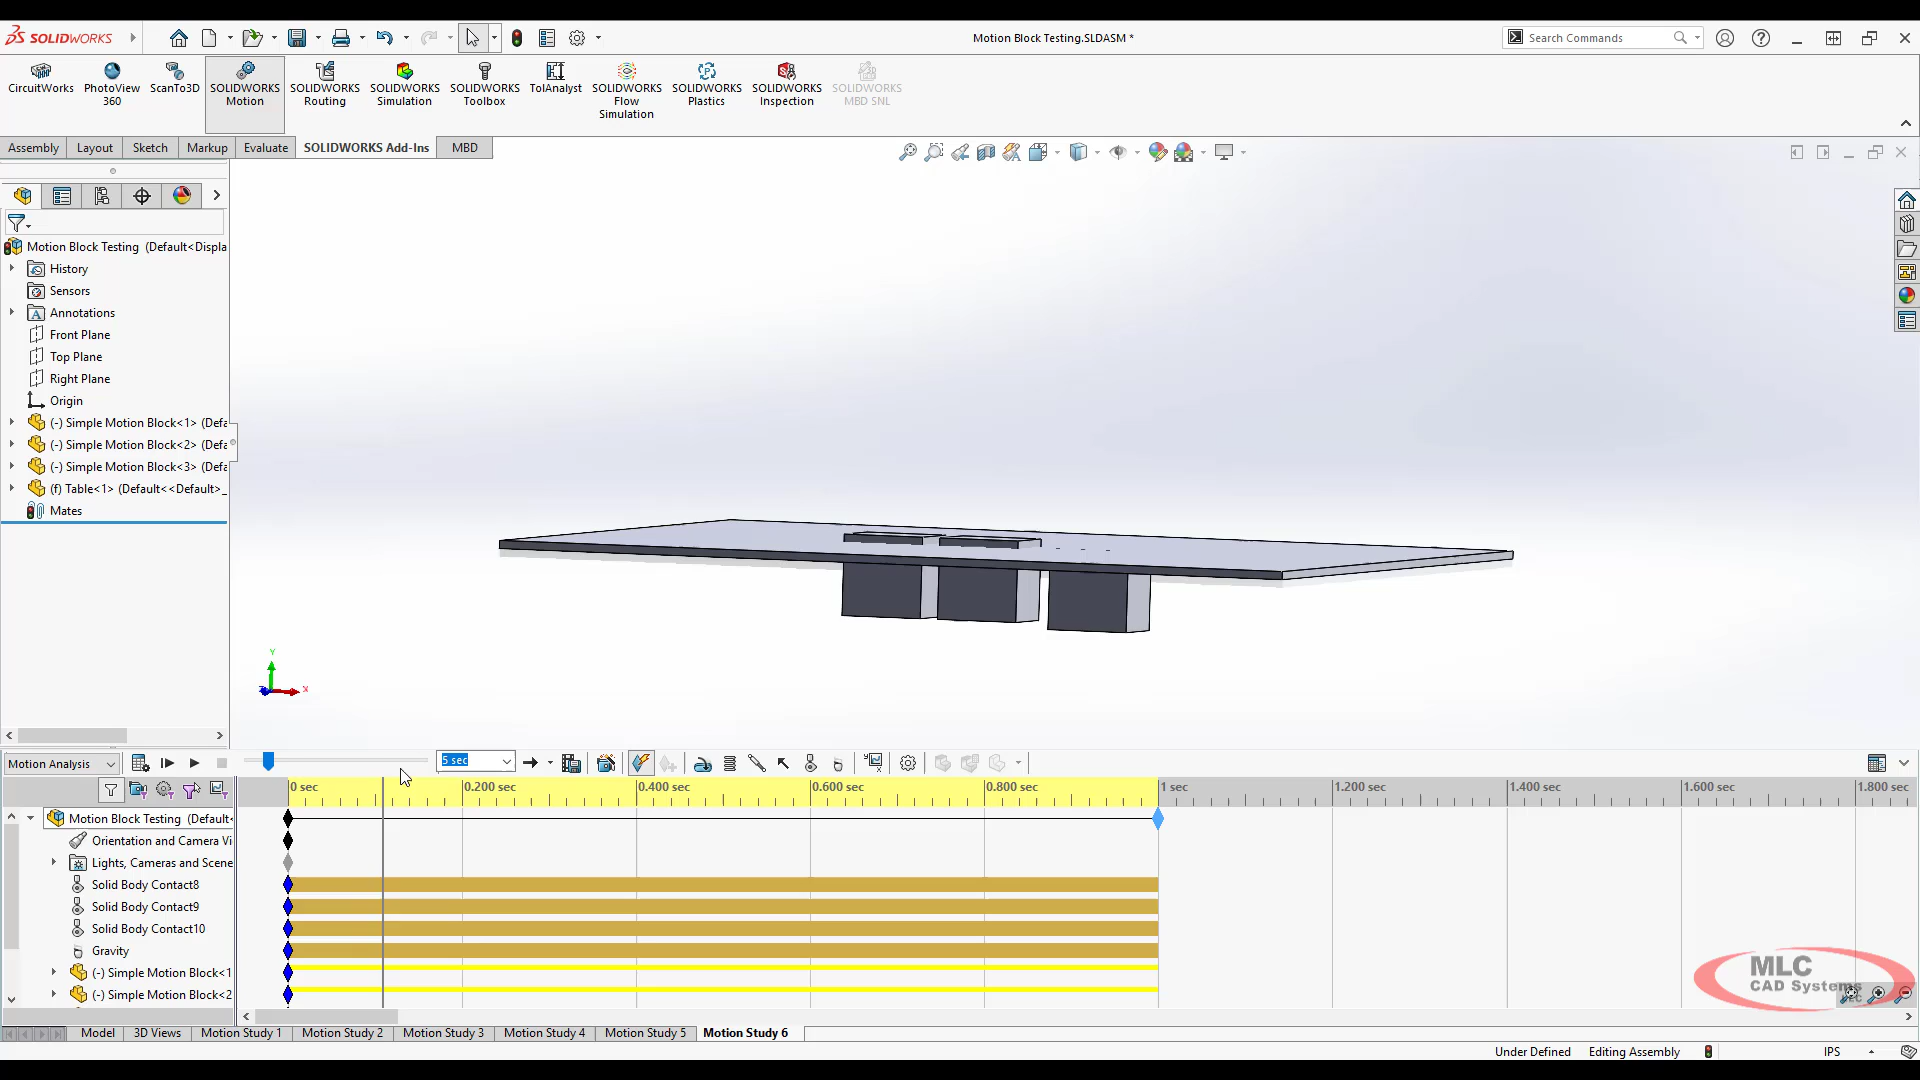 SOLIDWORKS
Motion Block Testing.SLDASM *
Search Commands
CircuitWorks
PhotoView 360
ScanTo3D
SOLIDWORKS Motion
SOLIDWORKS Routing
SOLIDWORKS Simulation
SOLIDWORKS Toolbox
TolAnalyst
SOLIDWORKS Flow Simulation
SOLIDWORKS Plastics
SOLIDWORKS Inspection
SOLIDWORKS MBD SNL
Assembly
Layout
Sketch
Markup
Evaluate
SOLIDWORKS Add-Ins
MBD
Motion Block Testing (Default<Displa
History
Sensors
Annotations
Front Plane
Top Plane
Right Plane
Origin
(-) Simple Motion Block<1> (Defa
(-) Simple Motion Block<2> (Defa
(-) Simple Motion Block<3> (Defa
(f) Table<1> (Default<<Default>_
Mates
Y
Z
X
Motion Analysis
5 sec
0 sec
0.200 sec
0.400 sec
0.600 sec
0.800 sec
1 sec
1.200 sec
1.400 sec
1.600 sec
1.800 sec
Motion Block Testing (Default<
Orientation and Camera Vi
Lights, Cameras and Scene
Solid Body Contact8
Solid Body Contact9
Solid Body Contact10
Gravity
(-) Simple Motion Block<1
(-) Simple Motion Block<2
MLC
CAD Systems
Model
3D Views
Motion Study 1
Motion Study 2
Motion Study 3
Motion Study 4
Motion Study 5
Motion Study 6
Under Defined
Editing Assembly
IPS